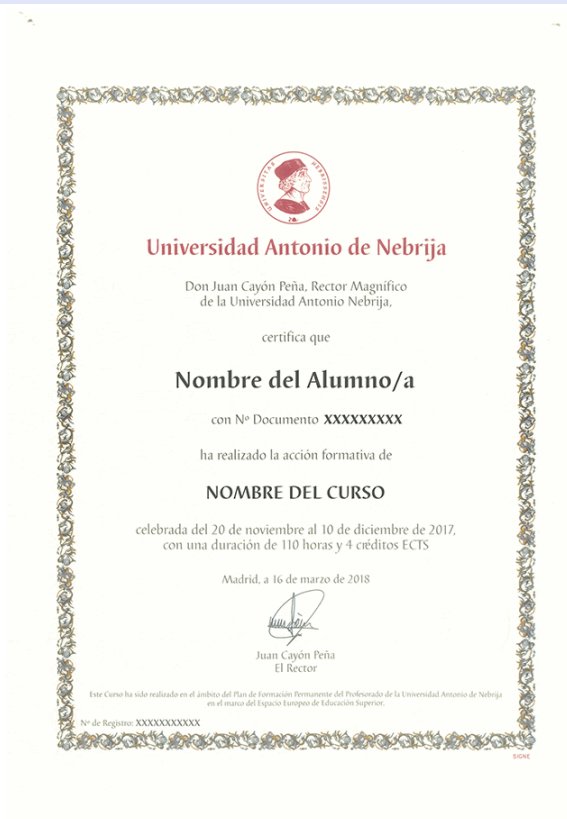 UNIVERSITAS NEBRISSENSIS
Universidad Antonio de Nebrija
Don Juan Cayón Peña, Rector Magnífico
de la Universidad Antonio Nebrija,
certifica que
Nombre del Alumno/a
con Nº Documento XXXXXXXXX
ha realizado la acción formativa de
NOMBRE DEL CURSO
celebrada del 20 de noviembre al 10 de diciembre de 2017,
con una duración de 110 horas y 4 créditos ECTS
Madrid, a 16 de marzo de 2018
Juan Cayón Peña
El Rector
Este Curso ha sido realizado en el ámbito del Plan de Formación Permanente del Profesorado de la Universidad Antonio de Nebrija
en el marco del Espacio Europeo de Educación Superior.
Nº de Registro: XXXXXXXXXXX
SIGNE